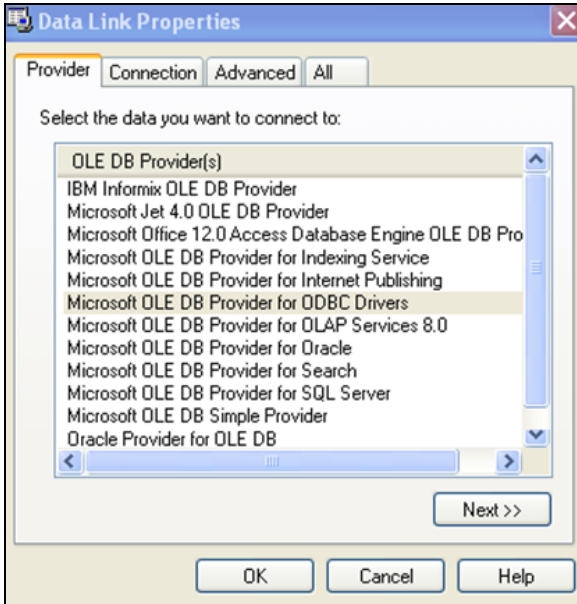 Data Link Properties
Provider Connection Advanced All
Select the data you want to connect to:
OLE DB Provider(s)
IBM Informix OLE DB Provider
Microsoft Jet 4.0 OLE DB Provider
Microsoft Office 12.0 Access Database Engine OLE DB Pro
Microsoft OLE DB Provider for Indexing Service
Microsoft OLE DB Provider for Internet Publishing
Microsoft OLE DB Provider for ODBC Drivers
Microsoft OLE DB Provider for OLAP Services 8.0
Microsoft OLE DB Provider for Oracle
Microsoft OLE DB Provider for Search
Microsoft OLE DB Provider for SQL Server
Microsoft OLE DB Simple Provider
Oracle Provider for OLE DB
Next >>
OK Cancel Help